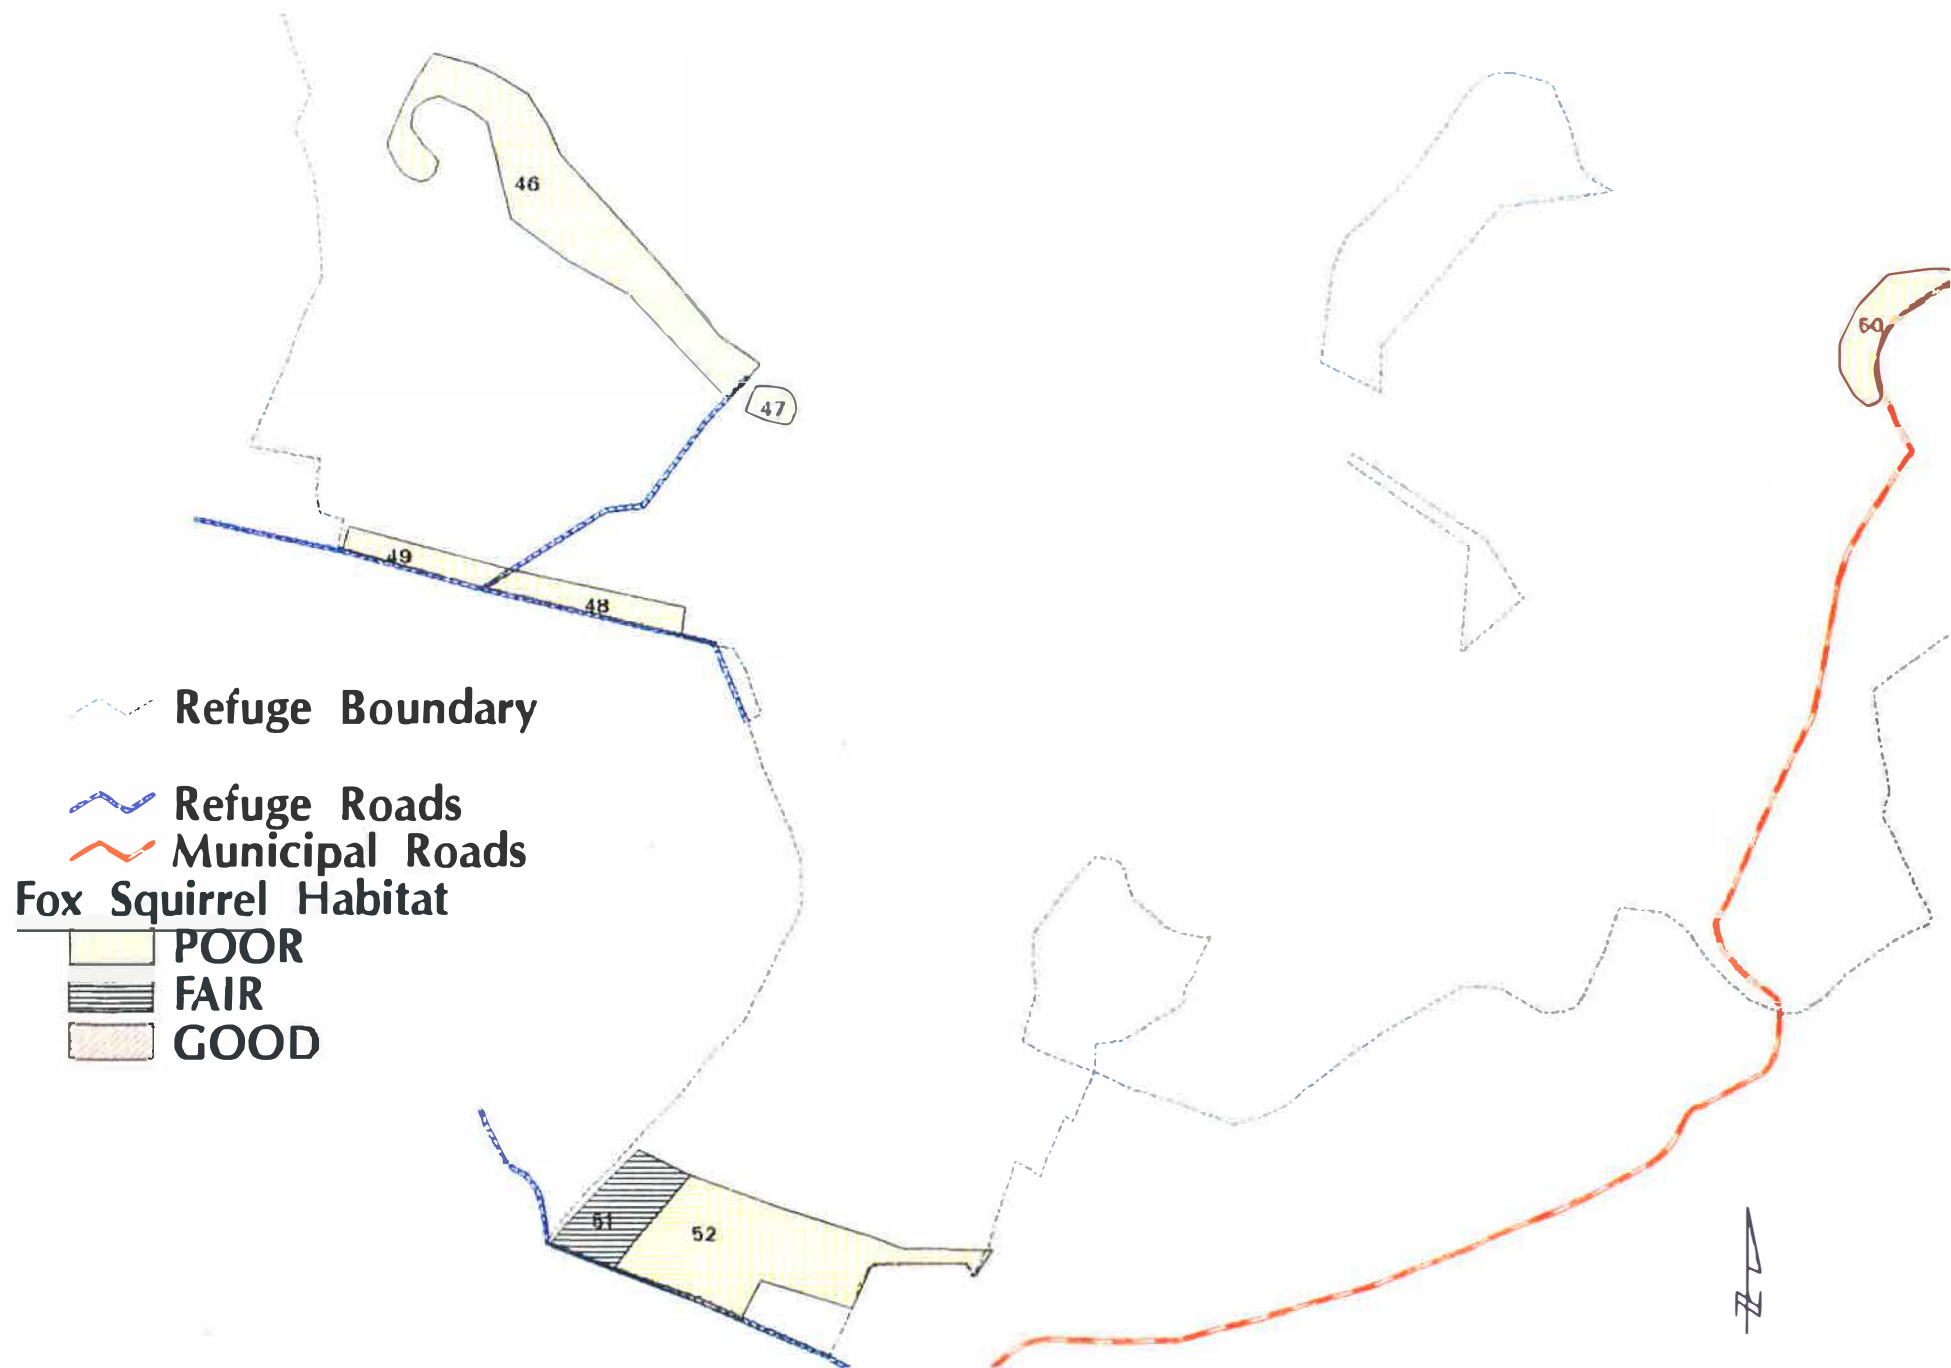 46
60
47
49
48
Refuge Boundary
Refuge Roads
Municipal Roads
Fox Squirrel Habitat
POOR
FAIR
GOOD
51
52
N